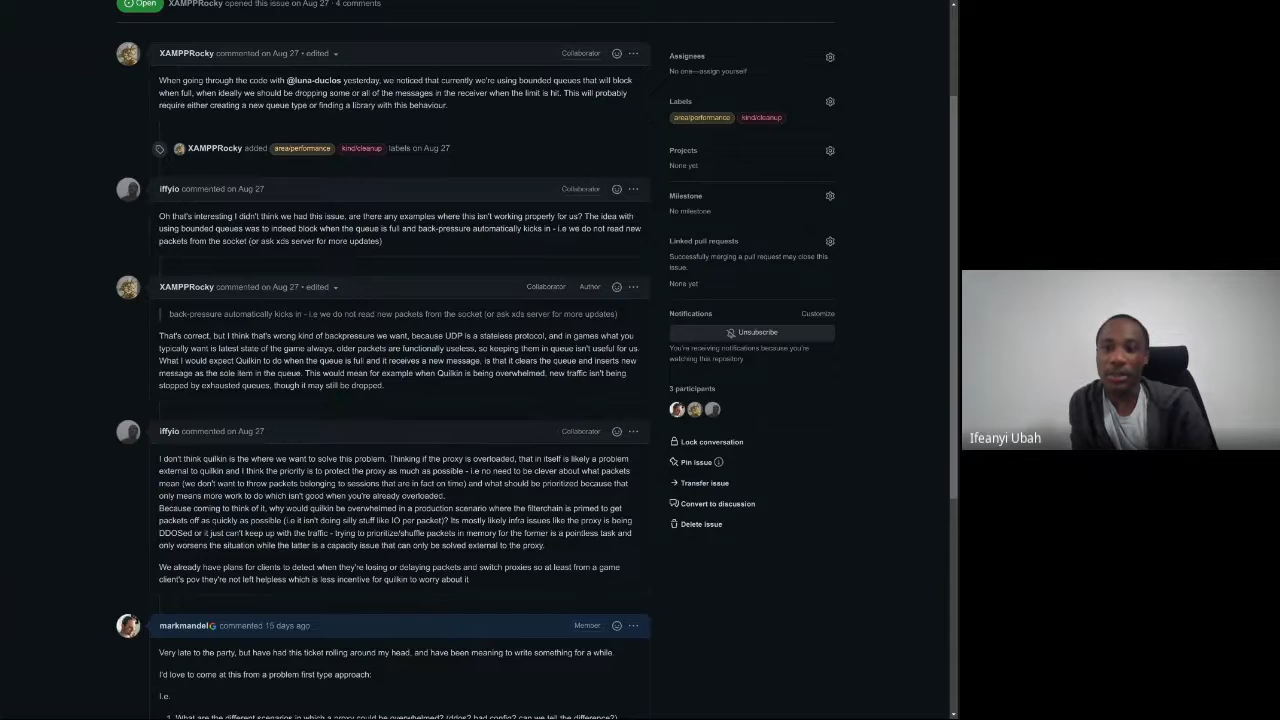 Open XAMPPRocky opened this issue on Aug 27 · 4 comments
XAMPPRocky commented on Aug 27 • edited
Collaborator
When going through the code with @luna-duclos yesterday, we noticed that currently we're using bounded queues that will block
when full, when ideally we should be dropping some or all of the messages in the receiver when the limit is hit. This will probably
require either creating a new queue type or finding a library with this behaviour.
XAMPPRocky added area/performance kind/cleanup labels on Aug 27
iffyio commented on Aug 27
Collaborator
Oh that's interesting I didn't think we had this issue, are there any examples where this isn't working properly for us? The idea with
using bounded queues was to indeed block when the queue is full and back-pressure automatically kicks in - i.e we do not read new
packets from the socket (or ask xds server for more updates)
XAMPPRocky commented on Aug 27 • edited
Collaborator Author
back-pressure automatically kicks in - i.e we do not read new packets from the socket (or ask xds server for more updates)
That's correct, but I think that's wrong kind of backpressure we want, because UDP is a stateless protocol, and in games what you
typically want is latest state of the game always, older packets are functionally useless, so keeping them in queue isn't useful for us.
What I would expect Quilkin to do when the queue is full and it receives a new message, is that it clears the queue and inserts new
message as the sole item in the queue. This would mean for example when Quilkin is being overwhelmed, new traffic isn't being
stopped by exhausted queues, though it may still be dropped.
iffyio commented on Aug 27
Collaborator
I don't think quilkin is the where we want to solve this problem. Thinking if the proxy is overloaded, that in itself is likely a problem
external to quilkin and I think the priority is to protect the proxy as much as possible - i.e no need to be clever about what packets
mean (we don't want to throw packets belonging to sessions that are in fact on time) and what should be prioritized because that
only means more work to do which isn't good when you're already overloaded.
Because coming to think of it, why would quilkin be overwhelmed in a production scenario where the filterchain is primed to get
packets off as quickly as possible (i.e it isn't doing silly stuff like IO per packet)? Its mostly likely infra issues like the proxy is being
DDOSed or it just can't keep up with the traffic - trying to prioritize/shuffle packets in memory for the former is a pointless task and
only worsens the situation while the latter is a capacity issue that can only be solved external to the proxy.
We already have plans for clients to detect when they're losing or delaying packets and switch proxies so at least from a game
client's pov they're not left helpless which is less incentive for quilkin to worry about it
markmandel commented 15 days ago
Member
Very late to the party, but have had this ticket rolling around my head, and have been meaning to write something for a while.
I'd love to come at this from a problem first type approach:
I.e.
1. What are the different scenarios in which a proxy could be overwhelmed? (ddos? bad config? can we tell the difference?)
Assignees
No one—assign yourself
Labels
area/performance kind/cleanup
Projects
None yet
Milestone
No milestone
Linked pull requests
Successfully merging a pull request may close this
issue.
None yet
Notifications Customize
Unsubscribe
You're receiving notifications because you're
watching this repository
3 participants
Lock conversation
Pin issue
Transfer issue
Convert to discussion
Delete issue
Ifeanyi Ubah